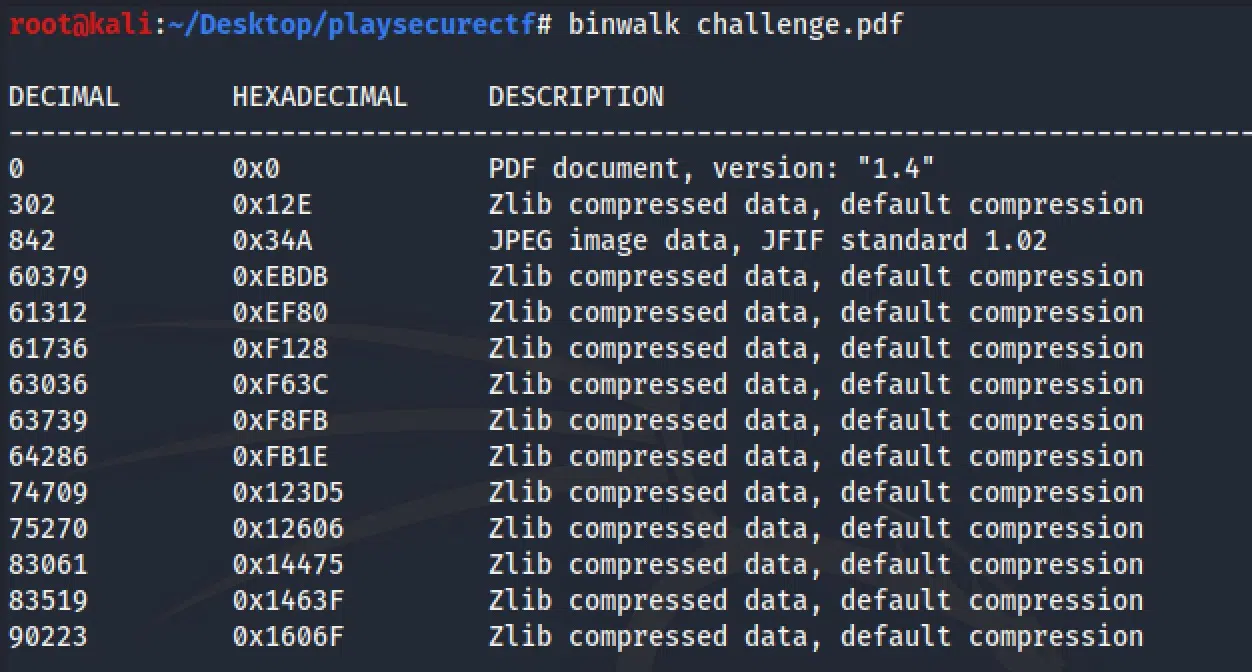 root@kali:~/Desktop/playsecurectf# binwalk challenge.pdf
DECIMAL HEXADECIMAL DESCRIPTION
--------------------------------------------------------------------------------
0 0x0 PDF document, version: "1.4"
302 0x12E Zlib compressed data, default compression
842 0x34A JPEG image data, JFIF standard 1.02
60379 0xEBDB Zlib compressed data, default compression
61312 0xEF80 Zlib compressed data, default compression
61736 0xF128 Zlib compressed data, default compression
63036 0xF63C Zlib compressed data, default compression
63739 0xF8FB Zlib compressed data, default compression
64286 0xFB1E Zlib compressed data, default compression
74709 0x123D5 Zlib compressed data, default compression
75270 0x12606 Zlib compressed data, default compression
83061 0x14475 Zlib compressed data, default compression
83519 0x1463F Zlib compressed data, default compression
90223 0x1606F Zlib compressed data, default compression